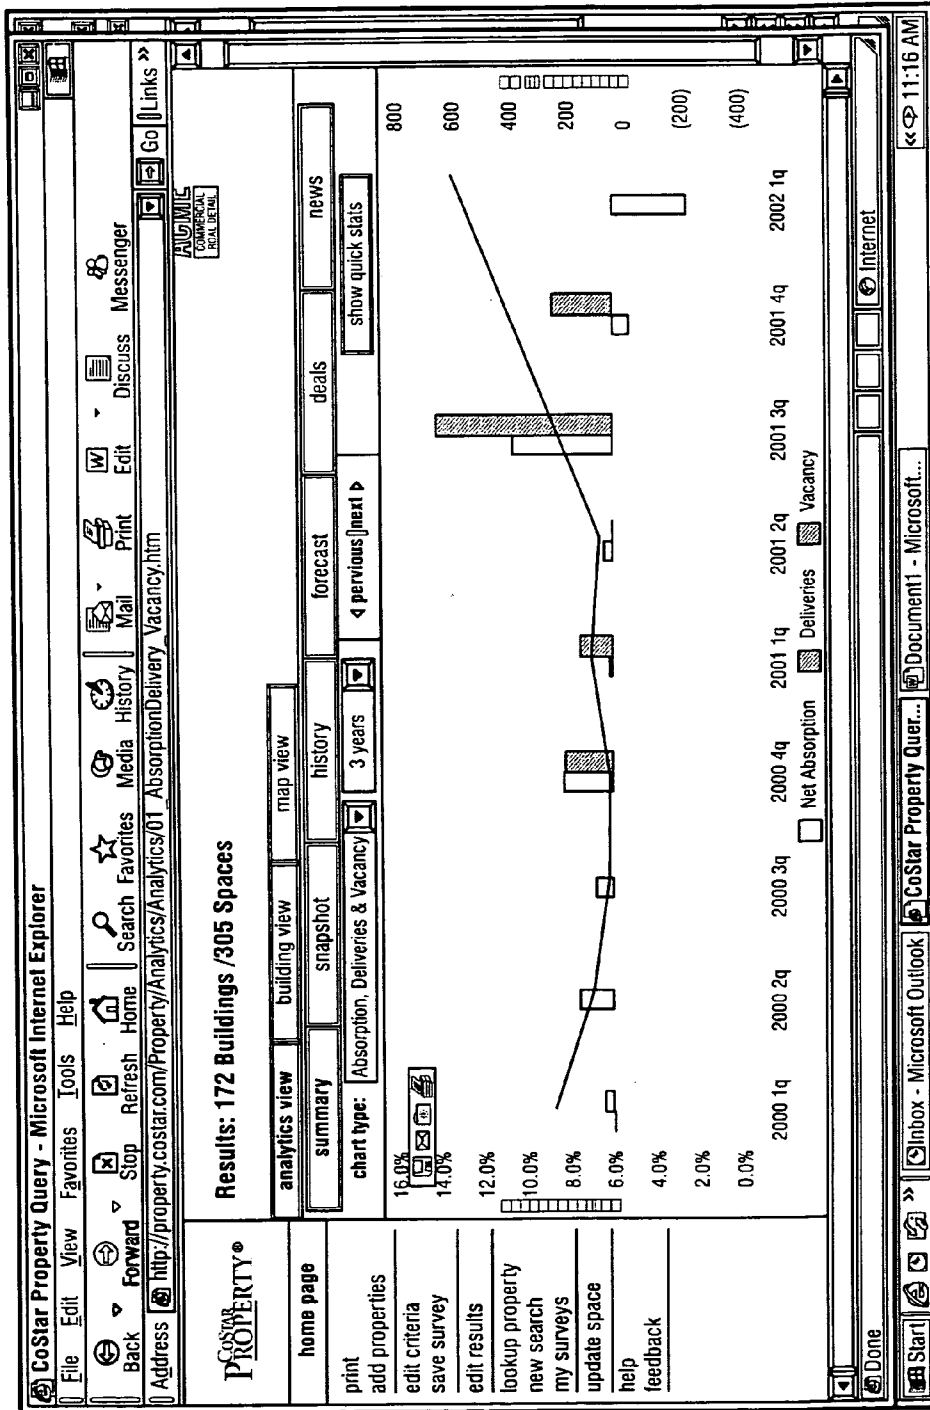 CoStar Property Query - Microsoft Internet Explorer
File Edit View Favorites Tools Help
Back Forward Stop Refresh Home Search Favorites Media History Mail Print Edit Discuss Messenger
Address http://property.costar.com/Property/Analytics/Analytics/01_AbsorptionDelivery_Vacancy.htm Go Links »
COSTAR
PROPERTY®
home page
print
add properties
edit criteria
save survey
edit results
lookup property
new search
my surveys
update space
help
feedback
Results: 172 Buildings /305 Spaces
ACME
COMMERCIAL
analytics view building view map view
summary snapshot history forecast deals news
chart type: Absorption, Deliveries & Vacancy 3 years pervious next show quick stats
16.0% 800
14.0% 600
12.0% 400
10.0% 200
8.0% 0
6.0% (200)
4.0% (400)
2.0%
0.0%
2000 1q 2000 2q 2000 3q 2000 4q 2001 1q 2001 2q 2001 3q 2001 4q 2002 1q
Net Absorption Deliveries Vacancy
Done Internet
Start » Inbox - Microsoft Outlook CoStar Property Quer... Document1 - Microsoft... « 11:16 AM